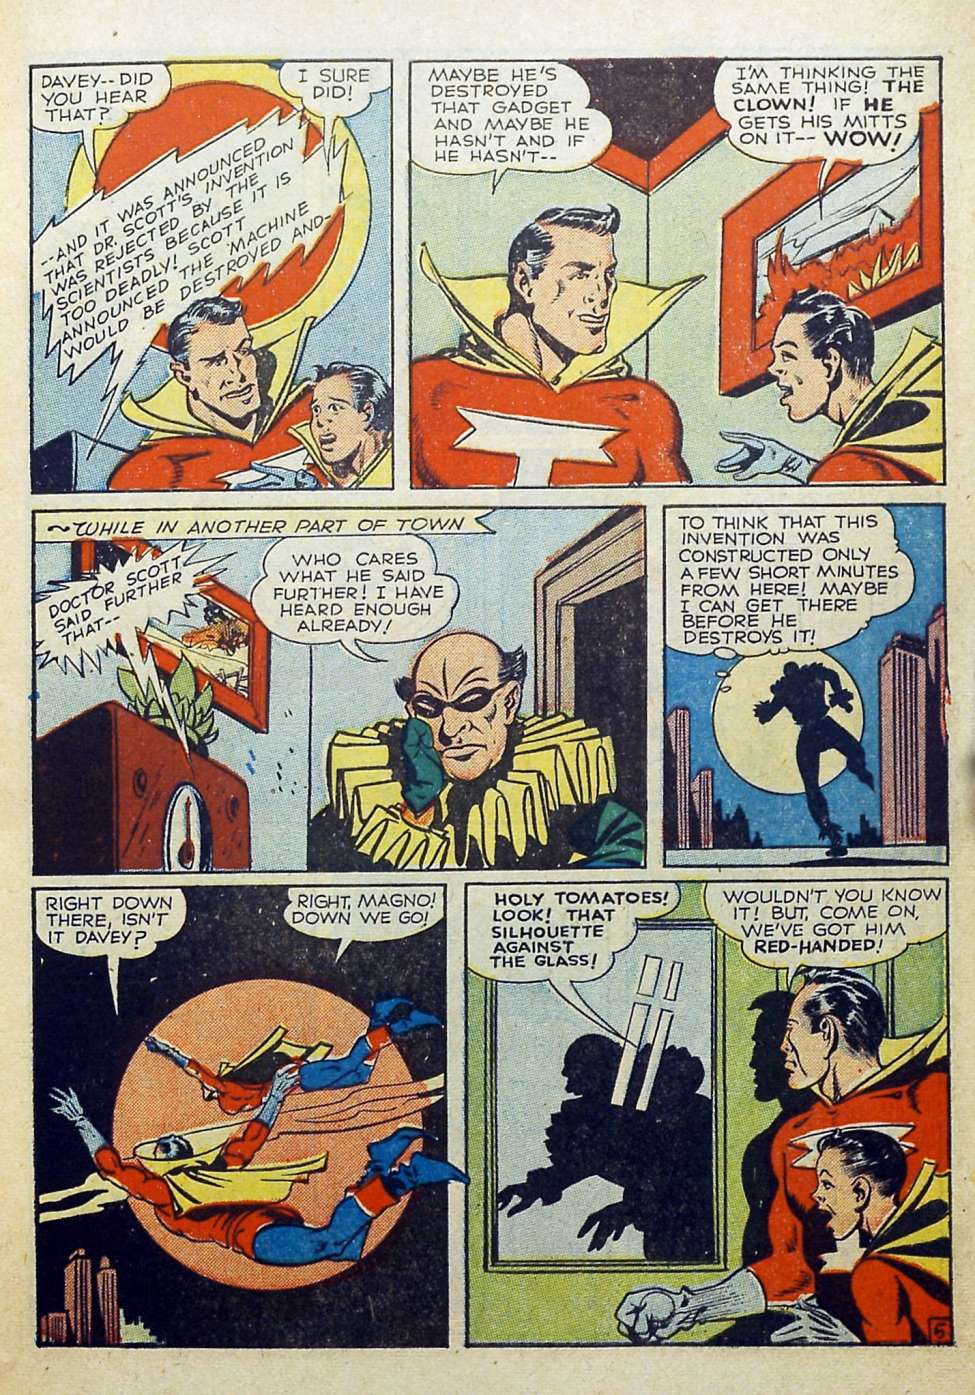 DAVEY-- DID
YOU HEAR
THAT?
I SURE
DID!
--AND IT WAS ANNOUNCED
THAT DR. SCOTT'S INVENTION
WAS REJECTED BY THE
SCIENTISTS BECAUSE IT IS
TOO DEADLY! SCOTT
ANNOUNCED THE MACHINE
WOULD BE DESTROYED AND--
MAYBE HE'S
DESTROYED
THAT GADGET
AND MAYBE HE
HASN'T AND IF
HE HASN'T--
I'M THINKING THE
SAME THING! THE
CLOWN! IF HE
GETS HIS MITTS
ON IT-- WOW!
~WHILE IN ANOTHER PART OF TOWN
DOCTOR SCOTT
SAID FURTHER
THAT--
WHO CARES
WHAT HE SAID
FURTHER! I HAVE
HEARD ENOUGH
ALREADY!
TO THINK THAT THIS
INVENTION WAS
CONSTRUCTED ONLY
A FEW SHORT MINUTES
FROM HERE! MAYBE
I CAN GET THERE
BEFORE HE
DESTROYS IT!
RIGHT DOWN
THERE, ISN'T
IT DAVEY?
RIGHT, MAGNO!
DOWN WE GO!
HOLY TOMATOES!
LOOK! THAT
SILHOUETTE
AGAINST
THE GLASS!
WOULDN'T YOU KNOW
IT! BUT, COME ON,
WE'VE GOT HIM
RED-HANDED!
5